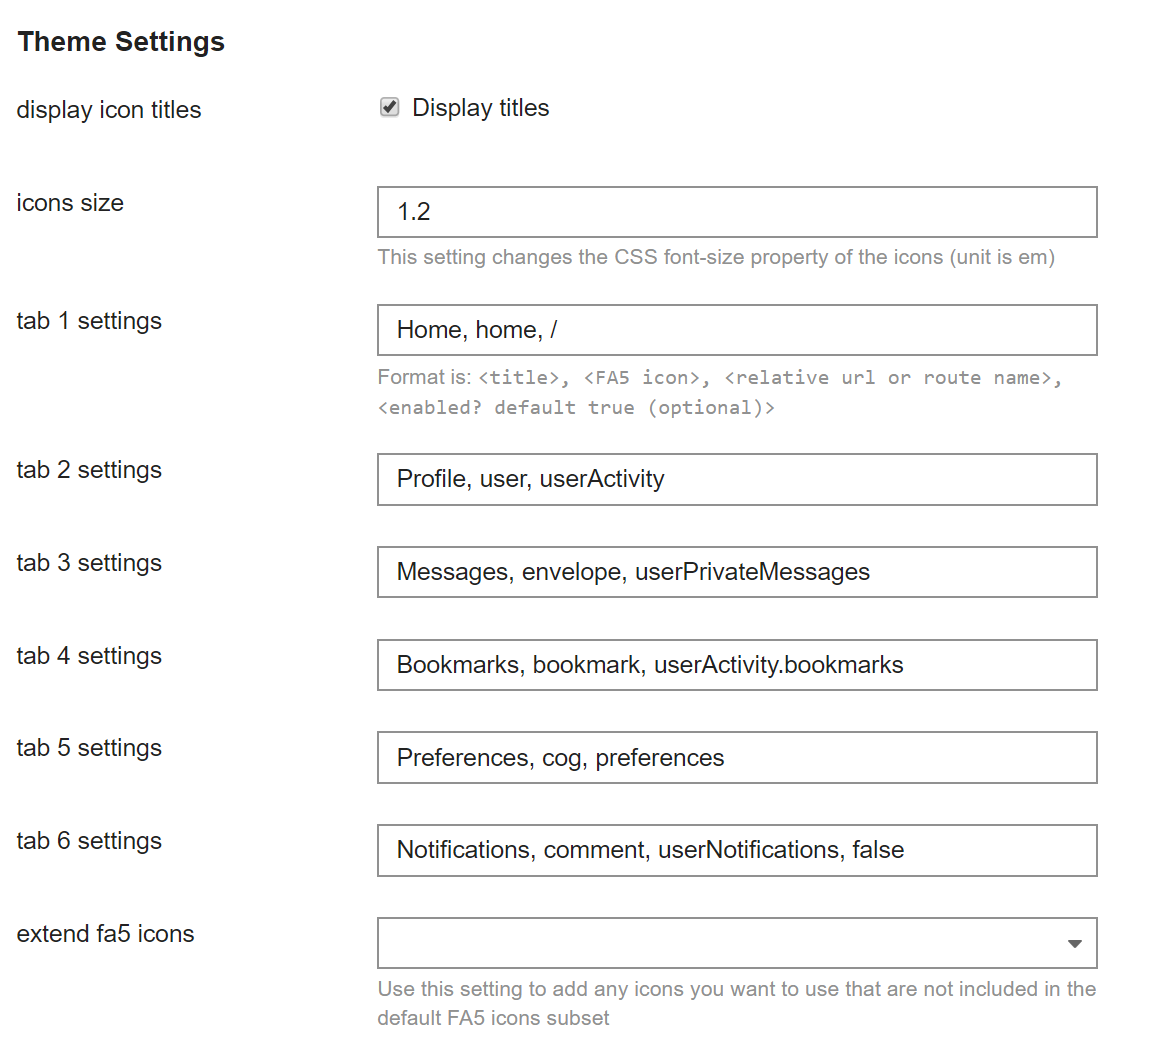 Theme Settings
display icon titles
Display titles
icons size
1.2
This setting changes the CSS font-size property of the icons (unit is em)
tab 1 settings
Home, home, /
Format is: <title>, <FA5 icon>, <relative url or route name>,
<enabled? default true (optional)>
tab 2 settings
Profile, user, userActivity
tab 3 settings
Messages, envelope, userPrivateMessages
tab 4 settings
Bookmarks, bookmark, userActivity.bookmarks
tab 5 settings
Preferences, cog, preferences
tab 6 settings
Notifications, comment, userNotifications, false
extend fa5 icons
Use this setting to add any icons you want to use that are not included in the
default FA5 icons subset